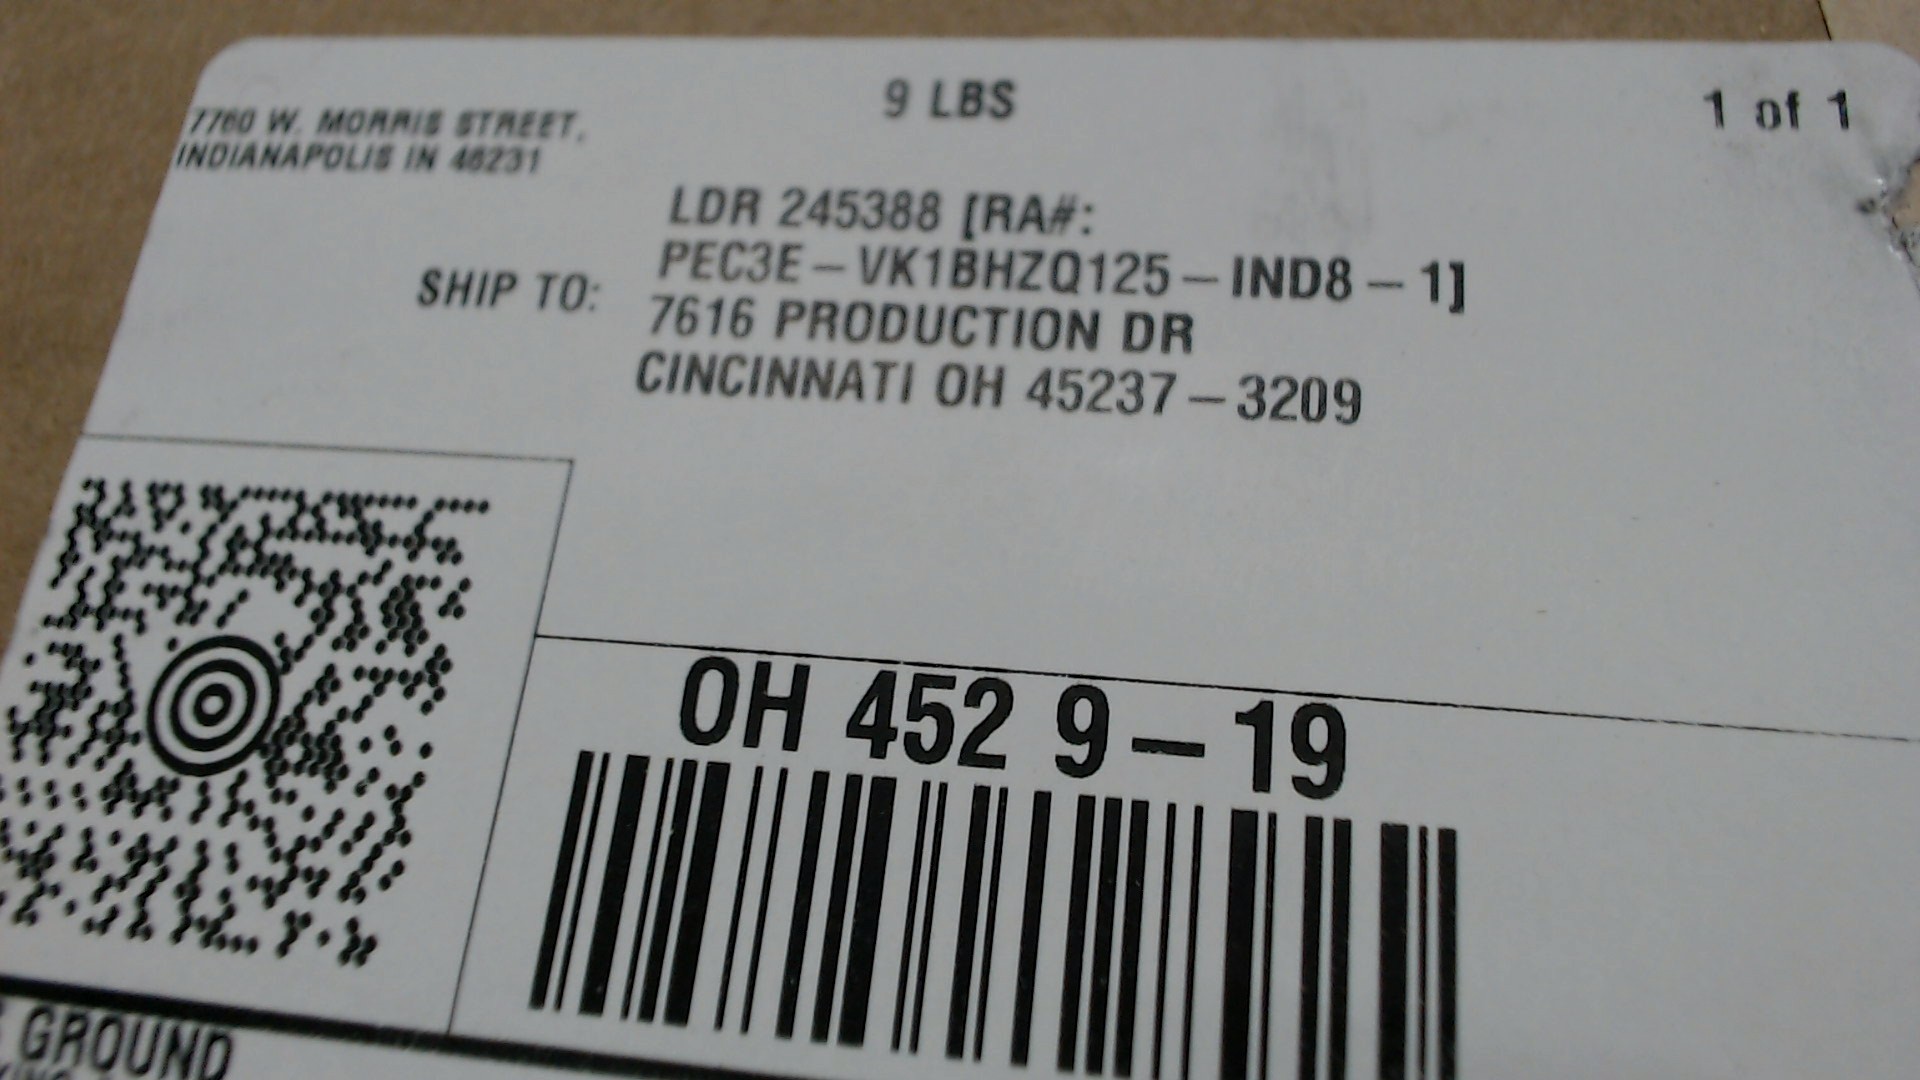 7760 W. MORRIS STREET,
INDIANAPOLIS IN 46231
9 LBS
1 of 1
SHIP TO:
LDR 245388 [RA#:
PEC3E-VK1BHZQ125-IND8-1]
7616 PRODUCTION DR
CINCINNATI OH 45237-3209
OH 452 9-19
GROUND